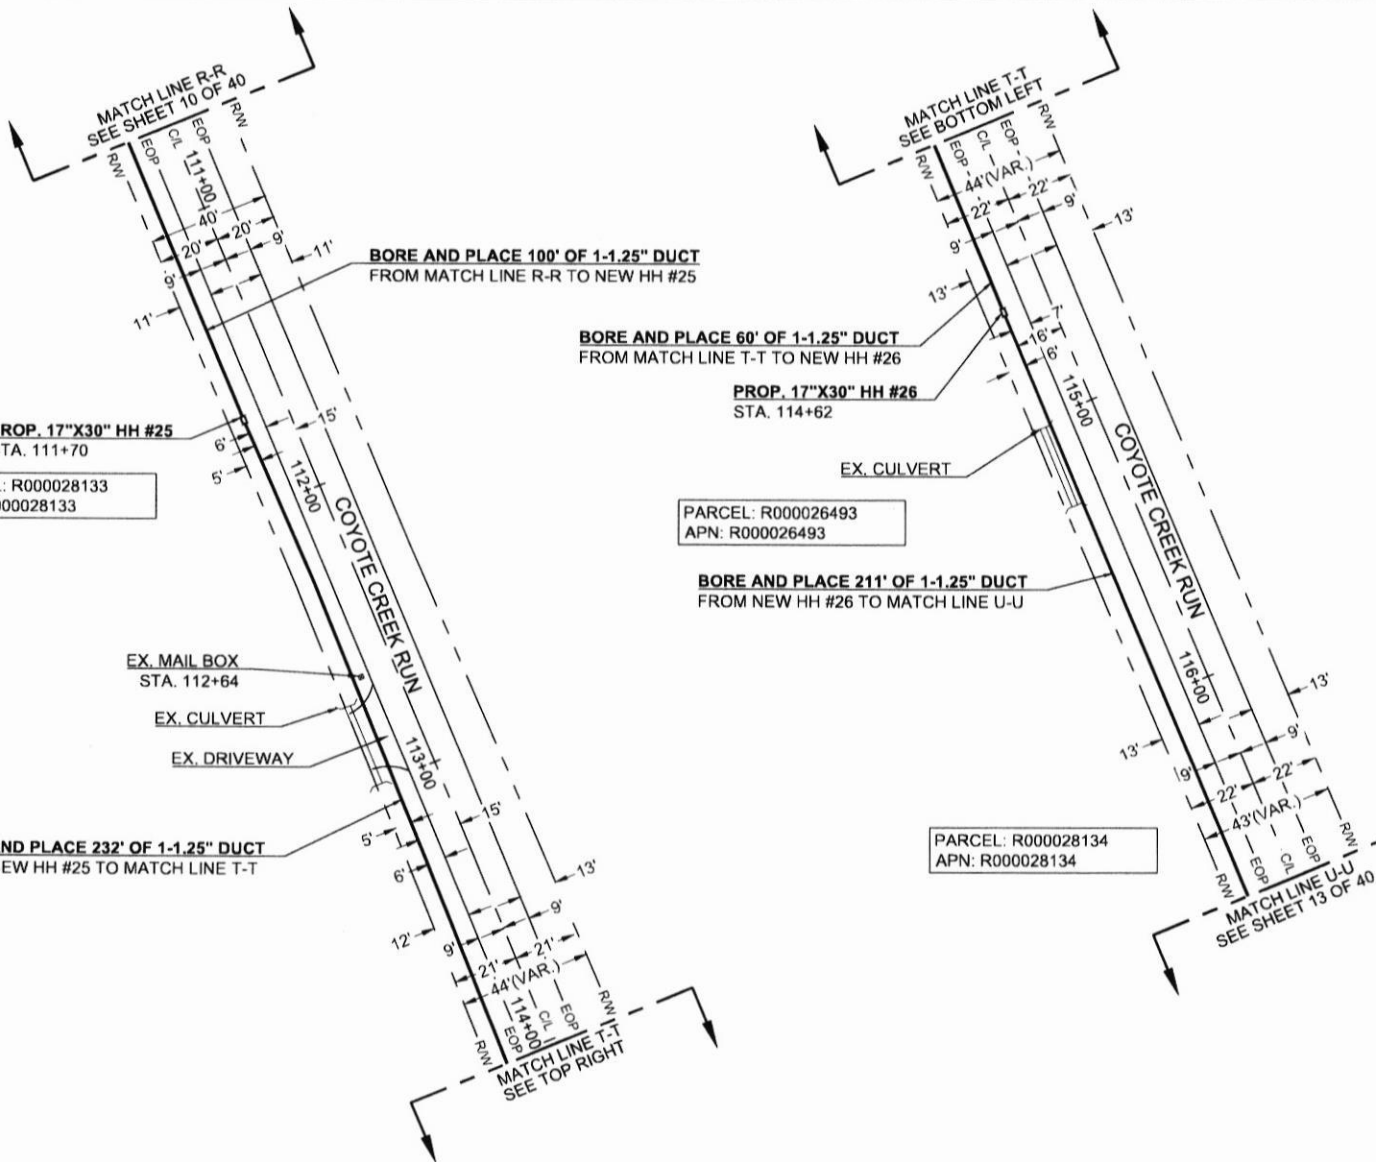 MATCH LINE R-R
SEE SHEET 10 OF 40
R/W
EOP
C/L
EOP
R/W
111+00
40'
20'
20'
9'
9'
11'
11'
BORE AND PLACE 100' OF 1-1.25" DUCT
FROM MATCH LINE R-R TO NEW HH #25
ROP. 17"X30" HH #25
TA. 111+70
15'
6'
5'
L: R000028133
000028133
112+00
COYOTE CREEK RUN
EX. MAIL BOX
STA. 112+64
EX. CULVERT
EX. DRIVEWAY
113+00
15'
ND PLACE 232' OF 1-1.25" DUCT
EW HH #25 TO MATCH LINE T-T
5'
6'
13'
12'
9'
9'
21'
21'
44'(VAR.)
114+00
R/W
EOP
C/L
EOP
R/W
MATCH LINE T-T
SEE TOP RIGHT
MATCH LINE T-T
SEE BOTTOM LEFT
R/W
EOP
C/L
EOP
R/W
44'(VAR.)
22'
22'
9'
9'
13'
13'
BORE AND PLACE 60' OF 1-1.25" DUCT
FROM MATCH LINE T-T TO NEW HH #26
7'
16'
6'
PROP. 17"X30" HH #26
STA. 114+62
115+00
EX. CULVERT
COYOTE CREEK RUN
PARCEL: R000026493
APN: R000026493
BORE AND PLACE 211' OF 1-1.25" DUCT
FROM NEW HH #26 TO MATCH LINE U-U
116+00
13'
13'
9'
9'
22'
22'
43'(VAR.)
PARCEL: R000028134
APN: R000028134
R/W
EOP
C/L
EOP
R/W
MATCH LINE U-U
SEE SHEET 13 OF 40